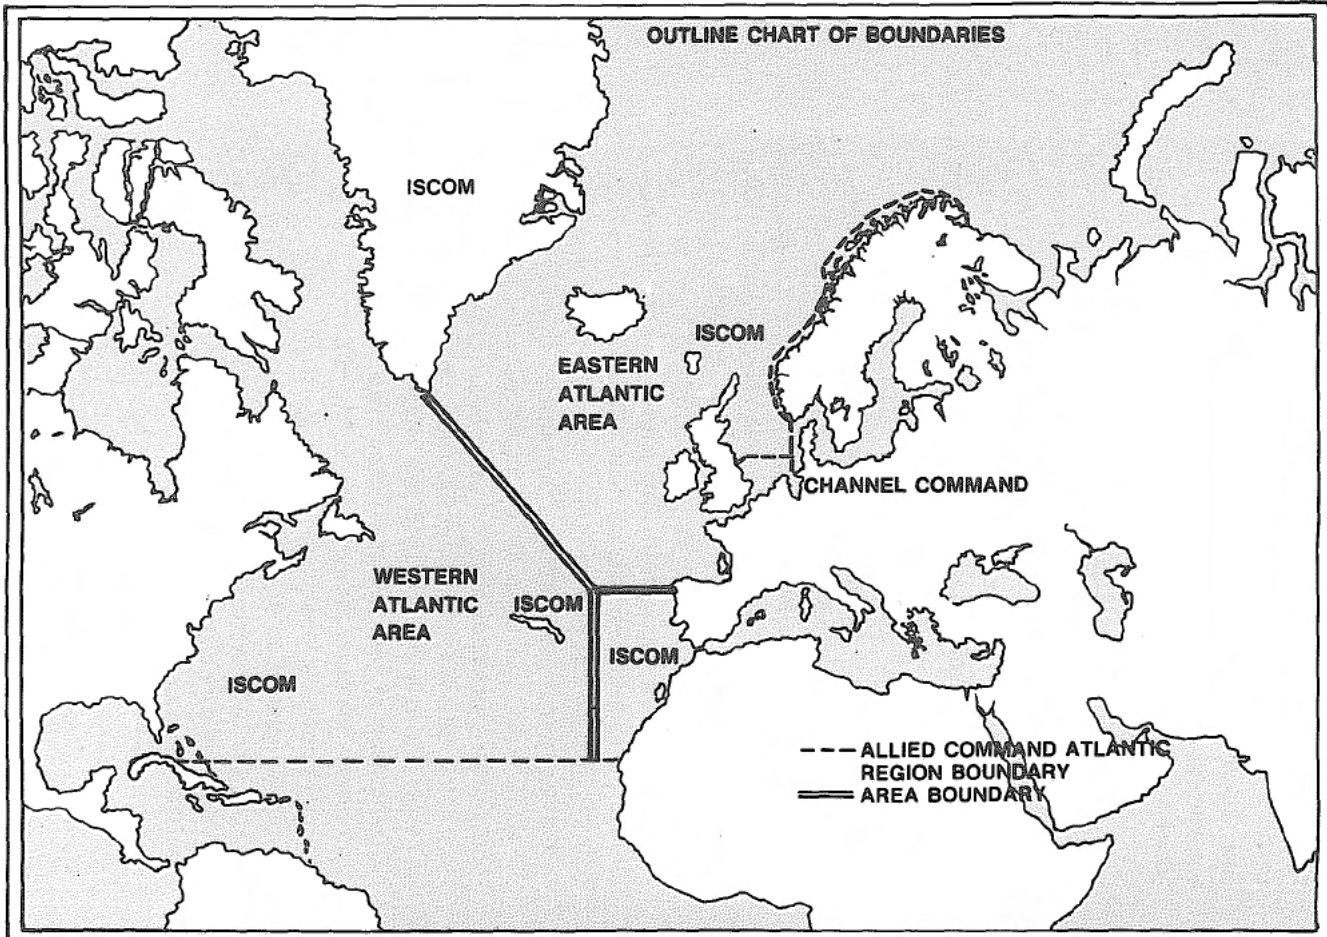 OUTLINE CHART OF BOUNDARIES
ISCOM
ISCOM
EASTERN
ATLANTIC
AREA
CHANNEL COMMAND
WESTERN
ATLANTIC
AREA
ISCOM
ISCOM
ISCOM
ALLIED COMMAND ATLANTIC
REGION BOUNDARY
AREA BOUNDARY